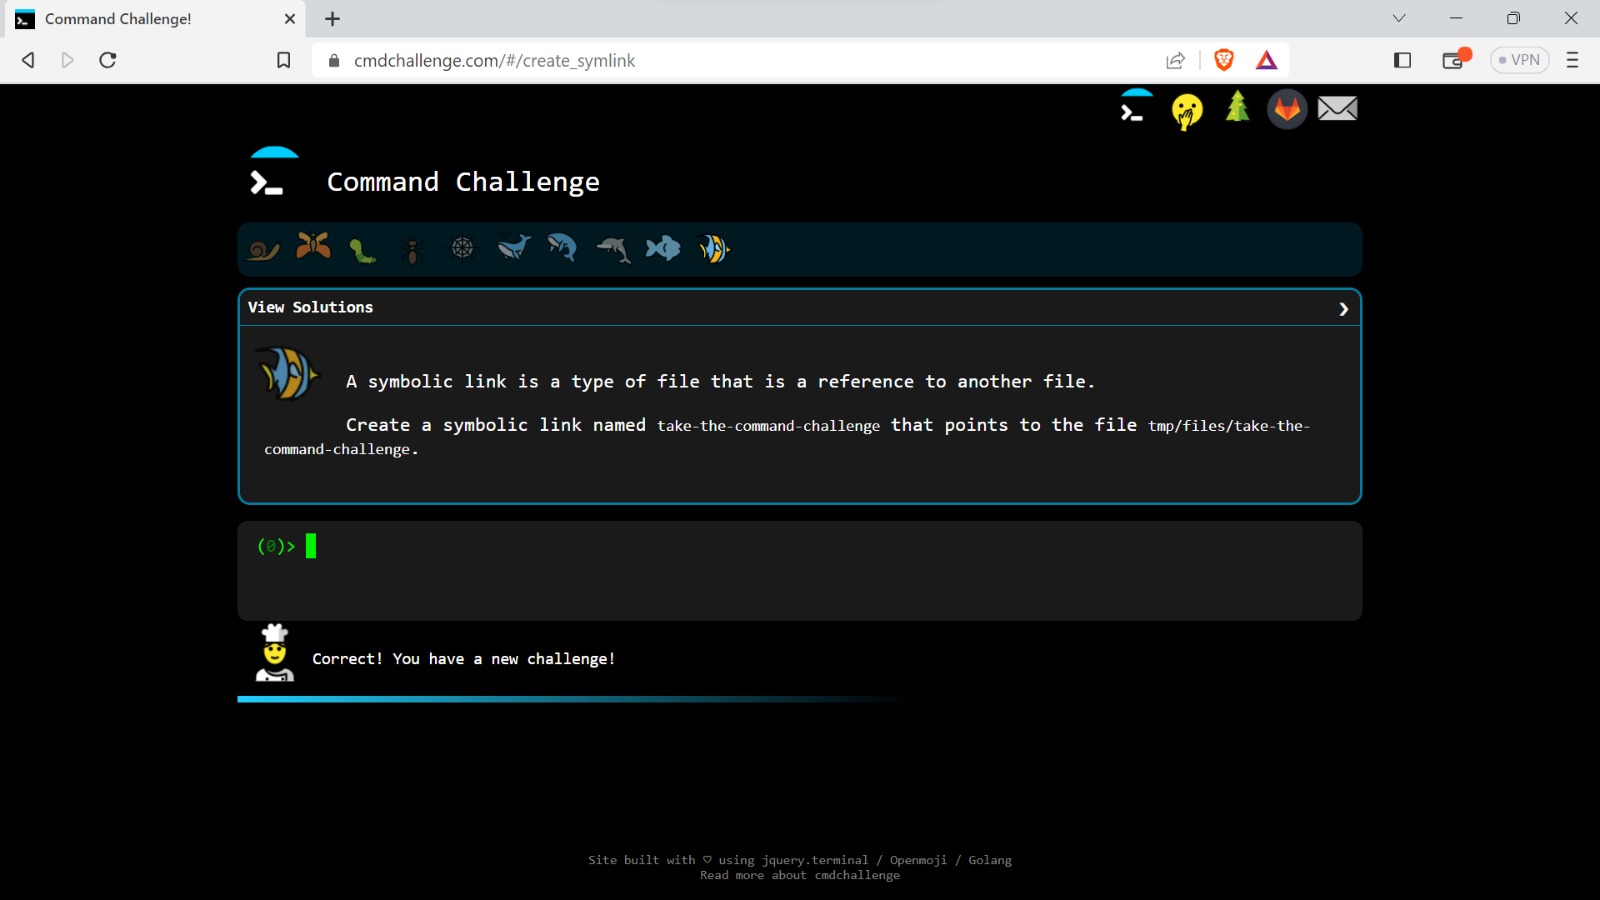 Command Challenge!
cmdchallenge.com/#/create_symlink
VPN
Command Challenge
View Solutions
A symbolic link is a type of file that is a reference to another file.
Create a symbolic link named take-the-command-challenge that points to the file tmp/files/take-the-
command-challenge.
(0)>
Correct! You have a new challenge!
Site built with ♡ using jquery.terminal / Openmoji / Golang
Read more about cmdchallenge